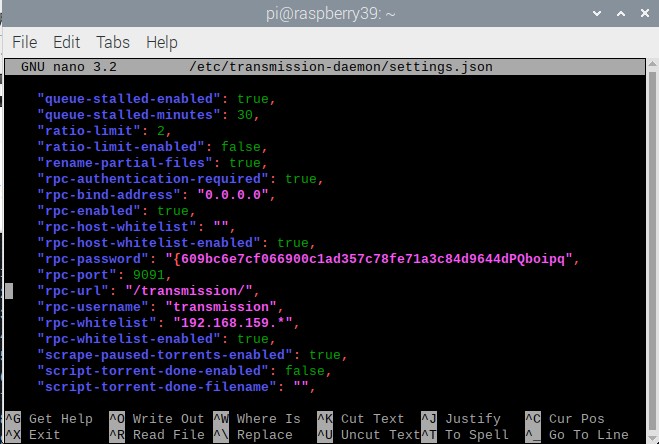 pi@raspberry39: ~
File Edit Tabs Help
GNU nano 3.2 /etc/transmission-daemon/settings.json
"queue-stalled-enabled": true,
"queue-stalled-minutes": 30,
"ratio-limit": 2,
"ratio-limit-enabled": false,
"rename-partial-files": true,
"rpc-authentication-required": true,
"rpc-bind-address": "0.0.0.0",
"rpc-enabled": true,
"rpc-host-whitelist": "",
"rpc-host-whitelist-enabled": true,
"rpc-password": "{609bc6e7cf066900c1ad357c78fe71a3c84d9644dPQboipq",
"rpc-port": 9091,
"rpc-url": "/transmission/",
"rpc-username": "transmission",
"rpc-whitelist": "192.168.159.*",
"rpc-whitelist-enabled": true,
"scrape-paused-torrents-enabled": true,
"script-torrent-done-enabled": false,
"script-torrent-done-filename": "",
^G Get Help ^O Write Out ^W Where Is ^K Cut Text ^J Justify ^C Cur Pos
^X Exit ^R Read File ^\ Replace ^U Uncut Text ^T To Spell ^_ Go To Line